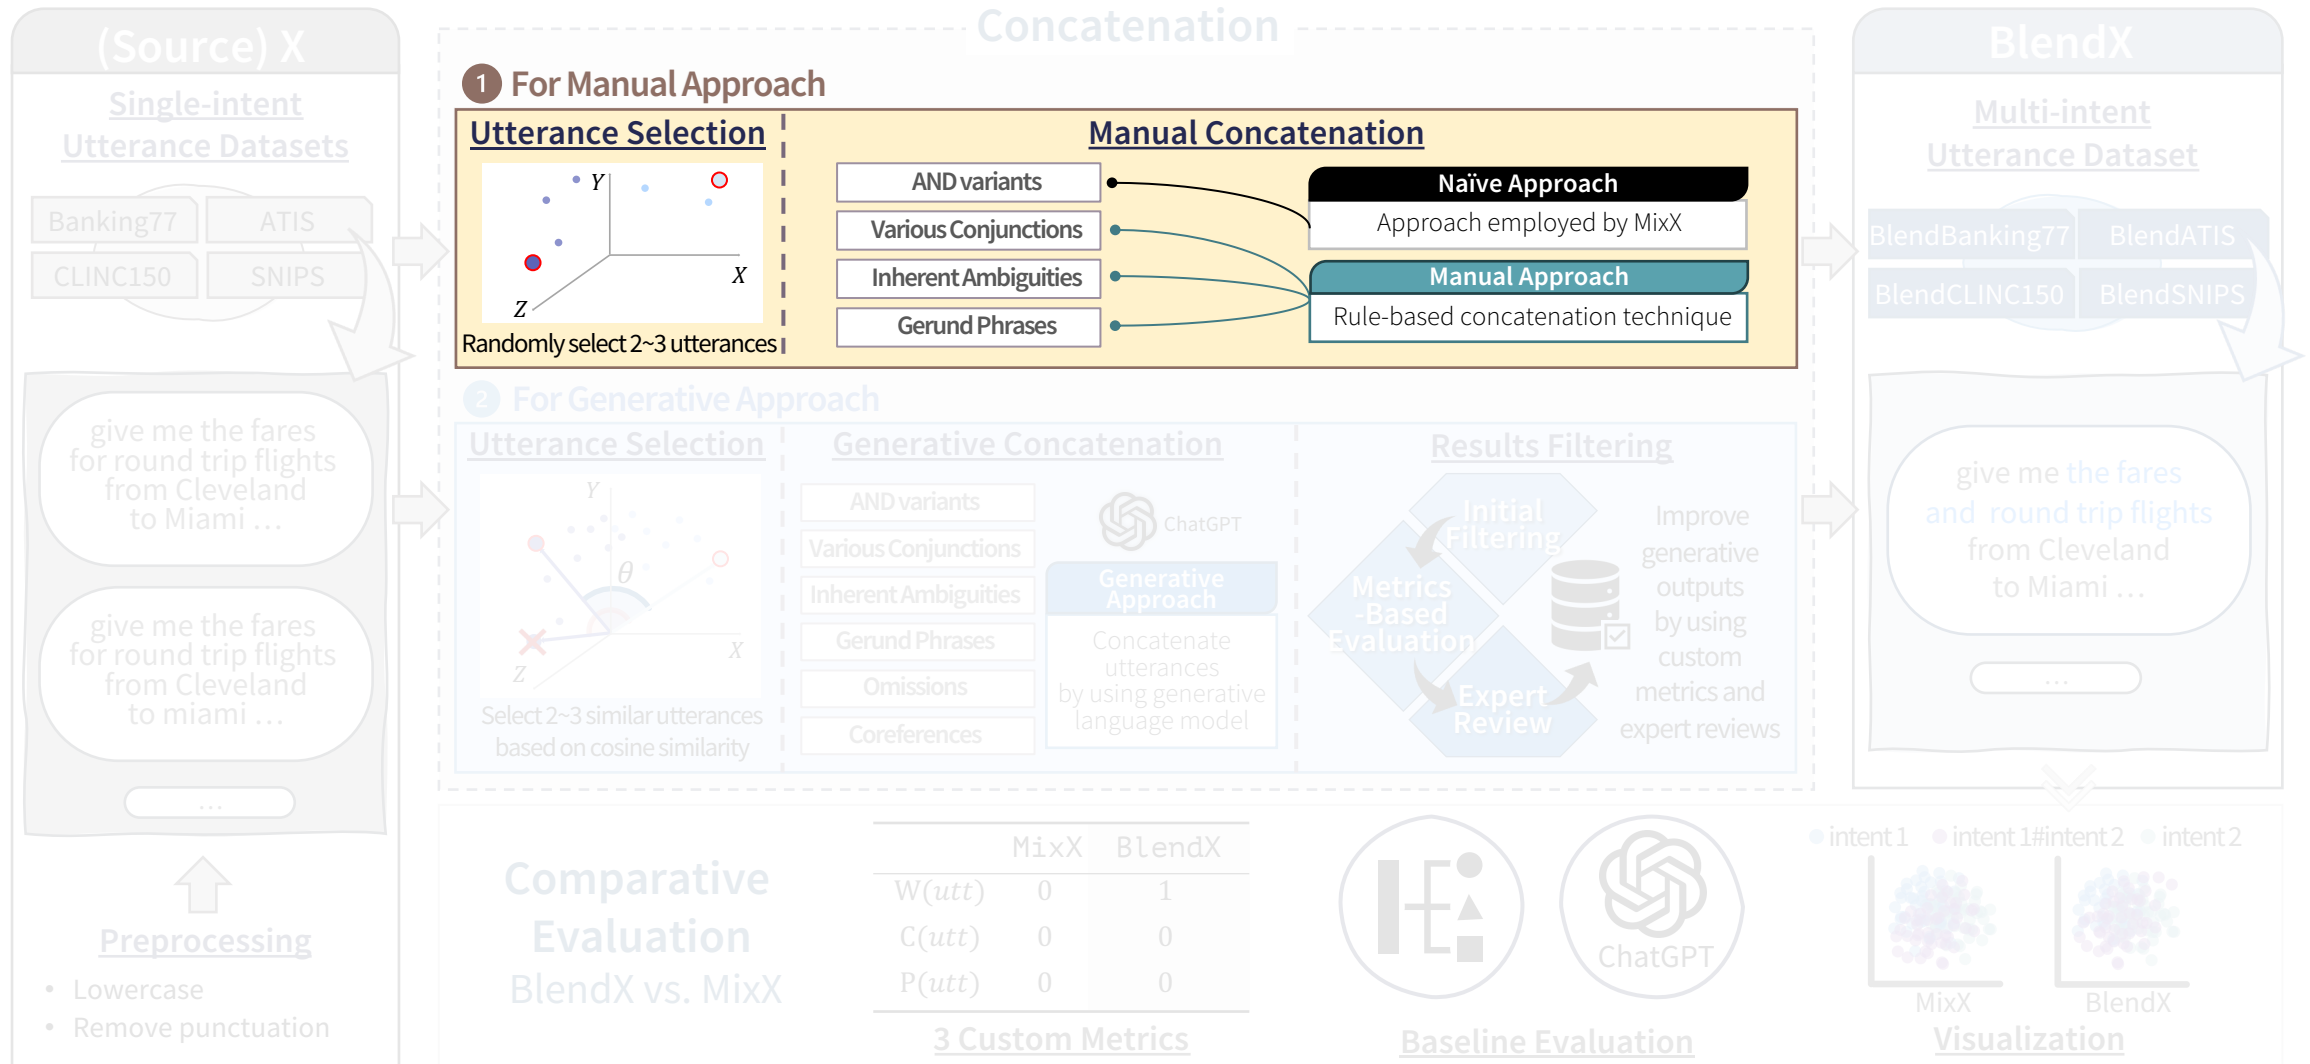 (Source) X
Single-intent
Utterance Datasets
Banking77
ATIS
CLINC150
SNIPS
give me the fares
for round trip flights
from Cleveland
to Miami ...
give me the fares
for round trip flights
from Cleveland
to miami ...
...
Preprocessing
• Lowercase
• Remove punctuation
Concatenation
1 For Manual Approach
Utterance Selection
Y
X
Z
Randomly select 2~3 utterances
Manual Concatenation
AND variants
Various Conjunctions
Inherent Ambiguities
Gerund Phrases
Naïve Approach
Approach employed by MixX
Manual Approach
Rule-based concatenation technique
2 For Generative Approach
Utterance Selection
Y
θ
X
Z
Select 2~3 similar utterances
based on cosine similarity
Generative Concatenation
AND variants
Various Conjunctions
Inherent Ambiguities
Gerund Phrases
Omissions
Coreferences
ChatGPT
Generative
Approach
Concatenate
utterances
by using generative
language model
Results Filtering
Initial
Filtering
Metrics
-Based
Evaluation
Expert
Review
Improve
generative
outputs
by using
custom
metrics and
expert reviews
BlendX
Multi-intent
Utterance Dataset
BlendBanking77
BlendATIS
BlendCLINC150
BlendSNIPS
give me the fares
and round trip flights
from Cleveland
to Miami ...
...
Comparative
Evaluation
BlendX vs. MixX
MixX BlendX
W(utt) 0 1
C(utt) 0 0
P(utt) 0 0
3 Custom Metrics
ChatGPT
Baseline Evaluation
intent 1 intent 1#intent 2 intent 2
MixX
BlendX
Visualization